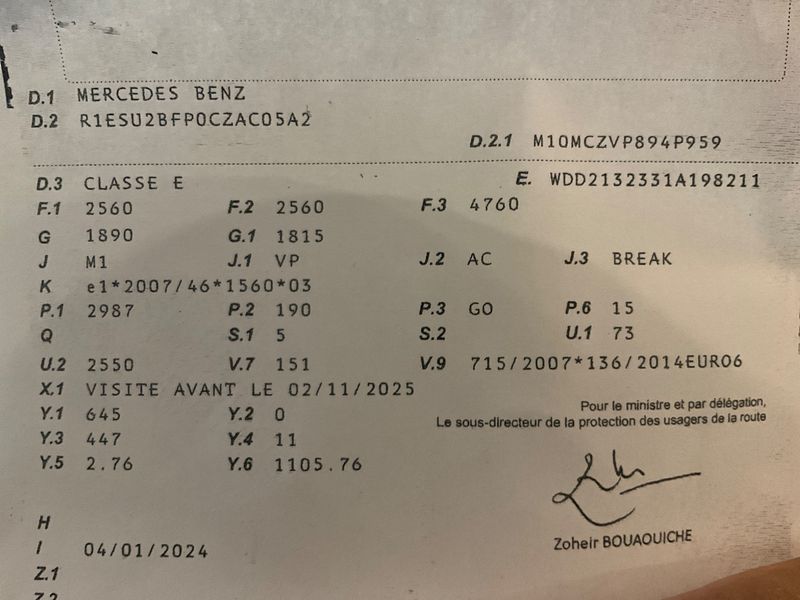 D.1 MERCEDES BENZ
D.2 R1ESU2BFP0CZAC05A2
D.2.1 M10MCZVP894P959
D.3 CLASSE E E. WDD2132331A198211
F.1 2560 F.2 2560 F.3 4760
G 1890 G.1 1815
J M1 J.1 VP J.2 AC J.3 BREAK
K e1*2007/46*1560*03
P.1 2987 P.2 190 P.3 GO P.6 15
Q S.1 5 S.2 U.1 73
U.2 2550 V.7 151 V.9 715/2007*136/2014EURO6
X.1 VISITE AVANT LE 02/11/2025
Y.1 645 Y.2 0
Y.3 447 Y.4 11
Y.5 2.76 Y.6 1105.76
Pour le ministre et par délégation,
Le sous-directeur de la protection des usagers de la route
Zoheir BOUAOUICHE
H
I 04/01/2024
Z.1
Z.2